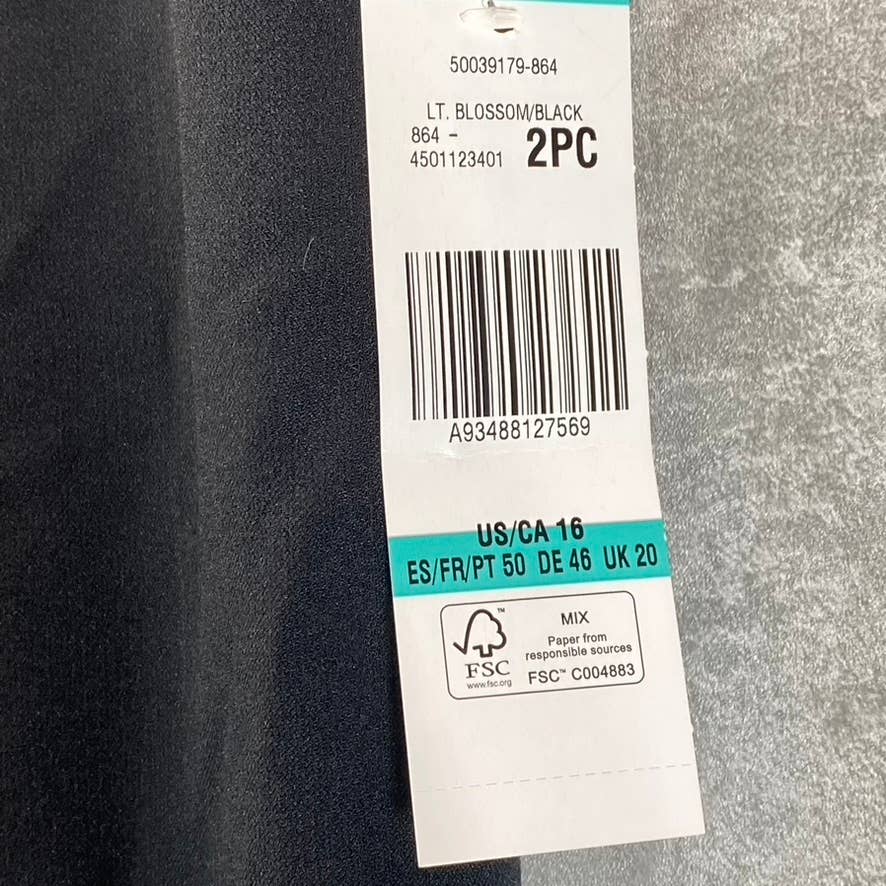 50039179-864
LT. BLOSSOM/BLACK
864 -
4501123401 2PC
A93488127569
US/CA 16
ES/FR/PT 50 DE 46 UK 20
FSC
www.fsc.org
MIX
Paper from
responsible sources
FSC™ C004883